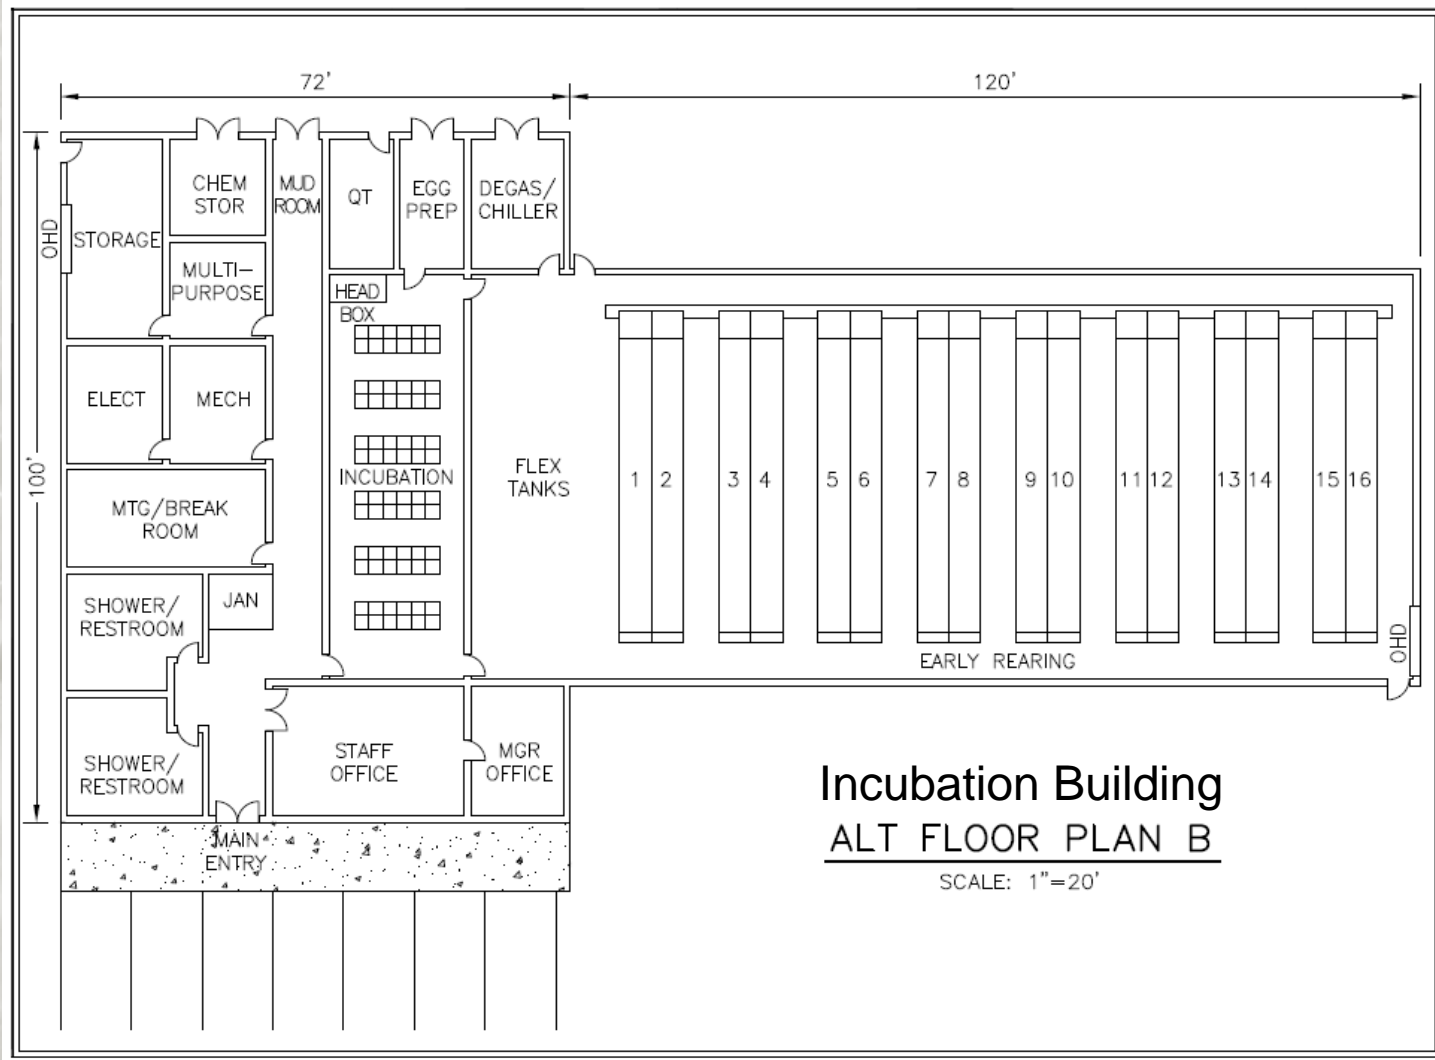 72'
120'
CHEM
STOR
MUD
ROOM
QT
EGG
PREP
DEGAS/
CHILLER
OHD
STORAGE
MULTI-
PURPOSE
HEAD
BOX
ELECT
MECH
100'
INCUBATION
FLEX
TANKS
1 2 3 4 5 6 7 8 9 10 11 12 13 14 15 16
MTG/BREAK
ROOM
SHOWER/
RESTROOM
JAN
EARLY REARING
OHD
SHOWER/
RESTROOM
STAFF
OFFICE
MGR
OFFICE
MAIN
ENTRY
Incubation Building
ALT FLOOR PLAN B
SCALE: 1"=20'